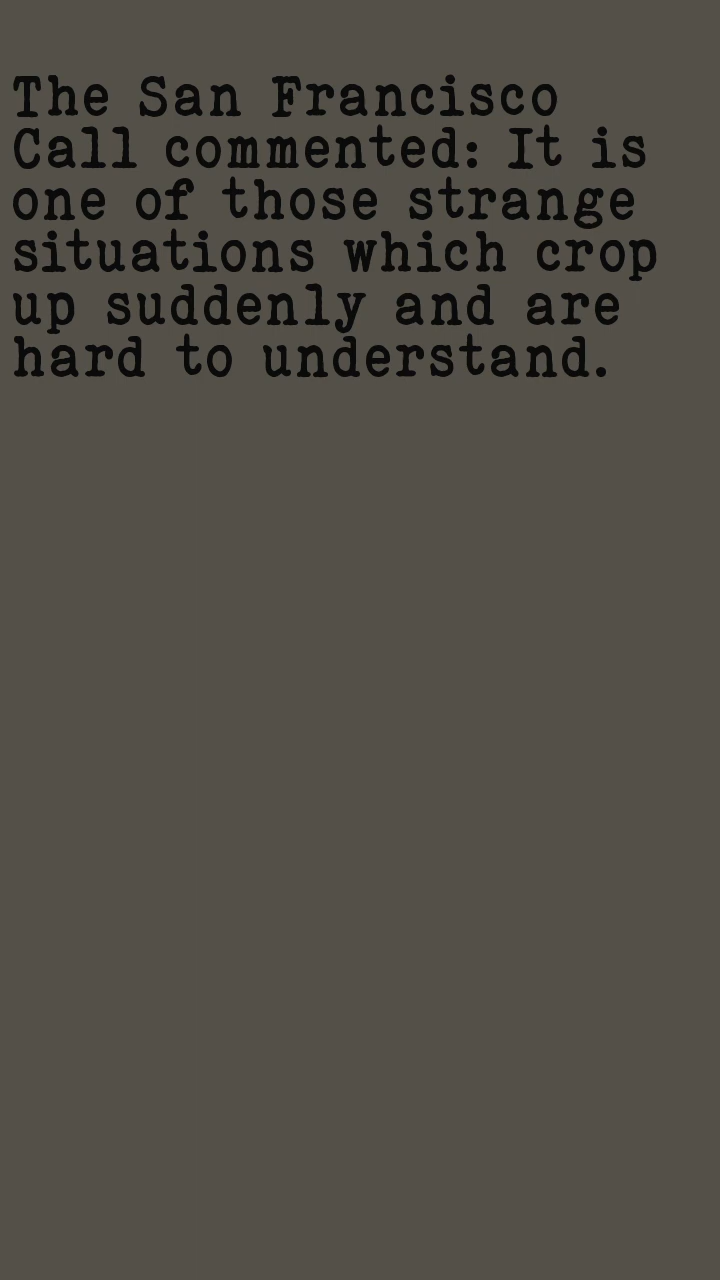 The San Francisco
Call commented: It is
one of those strange
situations which crop
up suddenly and are
hard to understand.